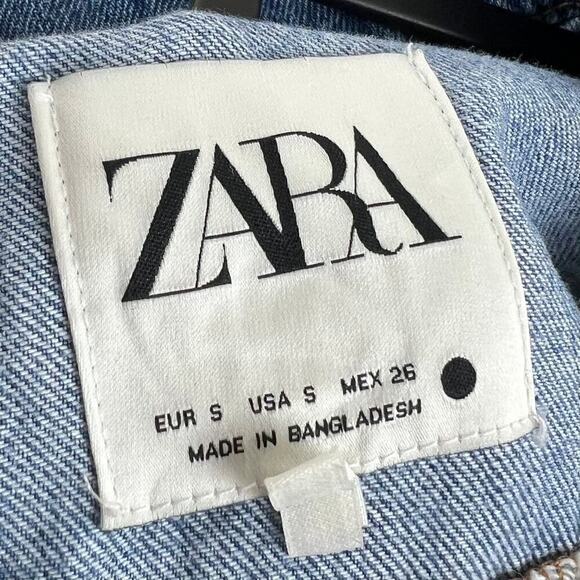 ZARA
EUR S USA S MEX 26
MADE IN BANGLADESH